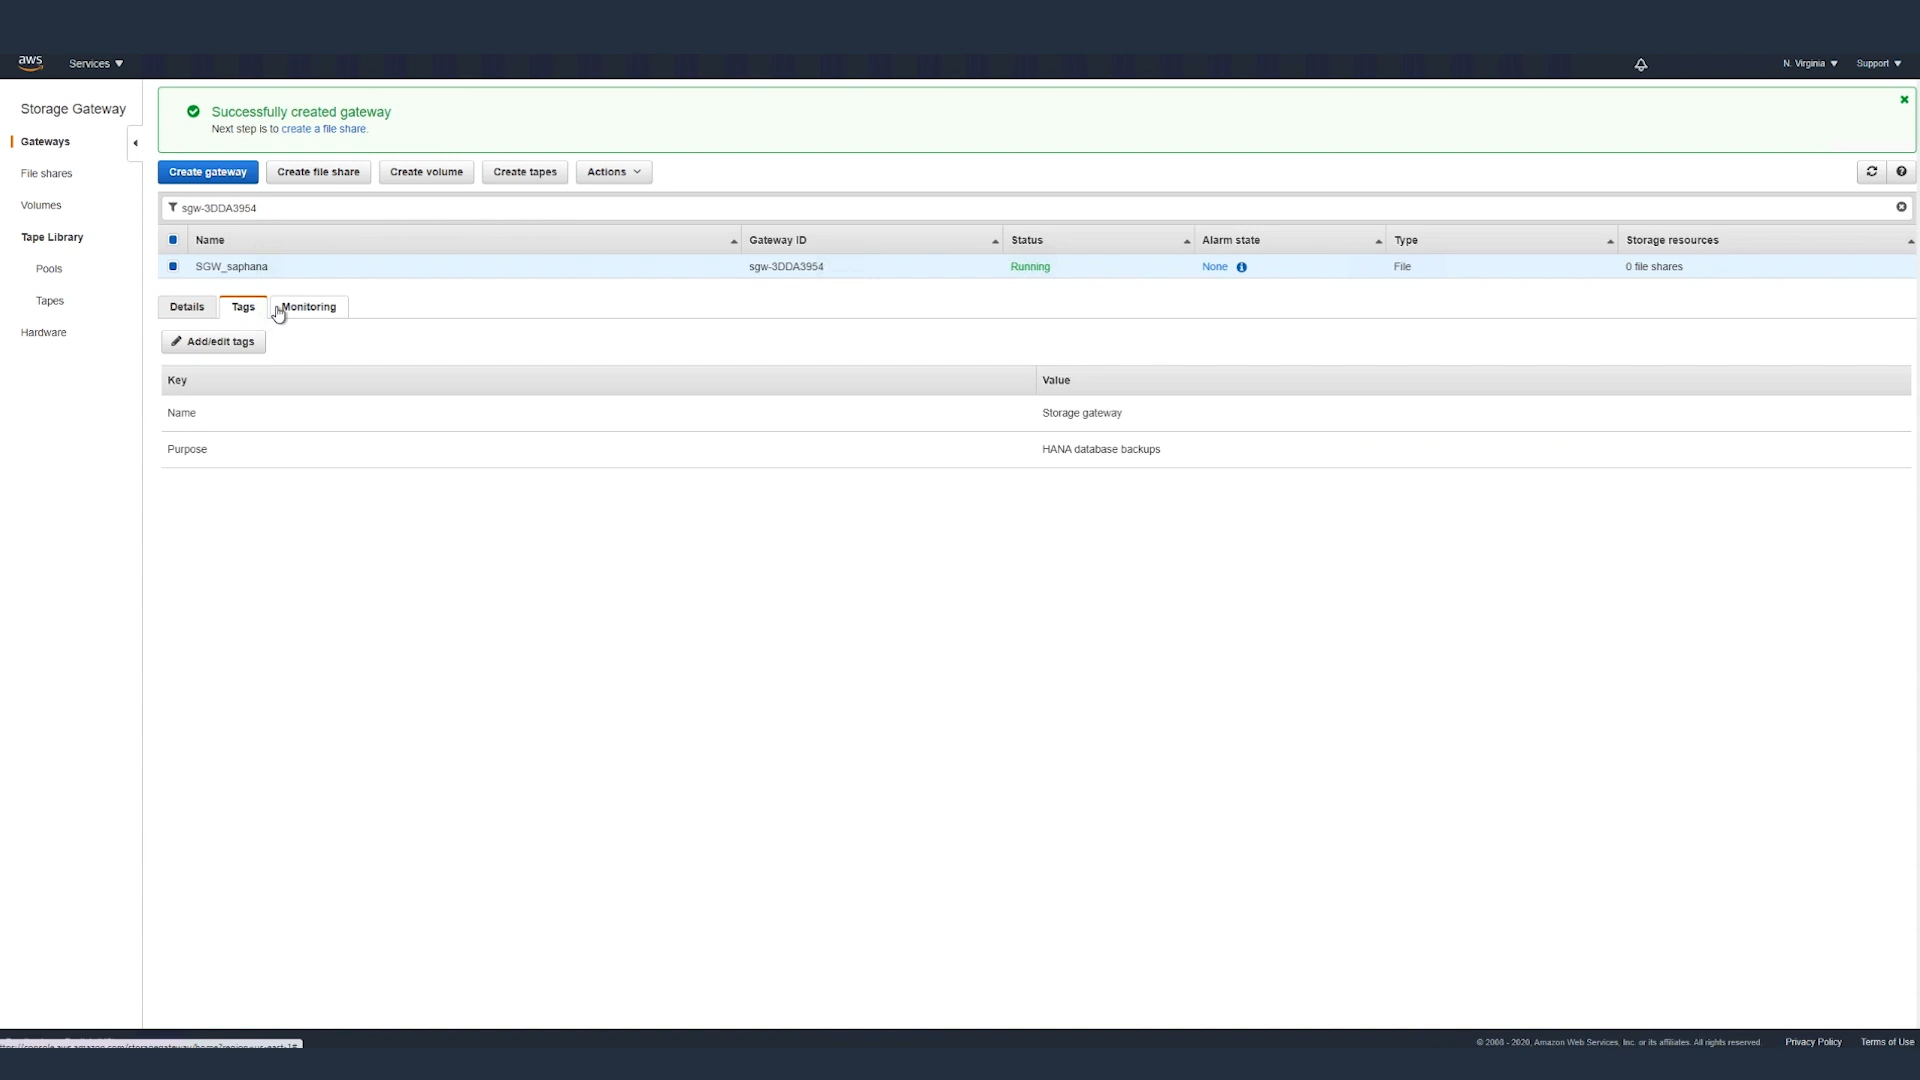 aws Services N. Virginia Support
Storage Gateway
Gateways
File shares
Volumes
Tape Library
Pools
Tapes
Hardware
Successfully created gateway
Next step is to create a file share.
Create gateway Create file share Create volume Create tapes Actions
sgw-3DDA3954
Name Gateway ID Status Alarm state Type Storage resources
SGW_saphana sgw-3DDA3954 Running None File 0 file shares
Details Tags Monitoring
Add/edit tags
Key Value
Name Storage gateway
Purpose HANA database backups
© 2008 - 2020, Amazon Web Services, Inc. or its affiliates. All rights reserved. Privacy Policy Terms of Use